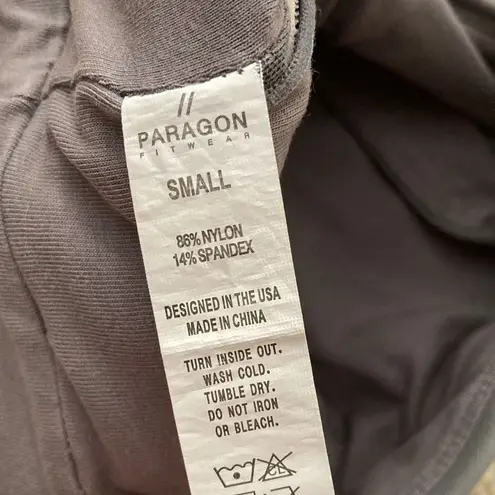 //
PARAGON
FITWEAR
SMALL
86% NYLON
14% SPANDEX
DESIGNED IN THE USA
MADE IN CHINA
TURN INSIDE OUT.
WASH COLD.
TUMBLE DRY.
DO NOT IRON
OR BLEACH.
CL